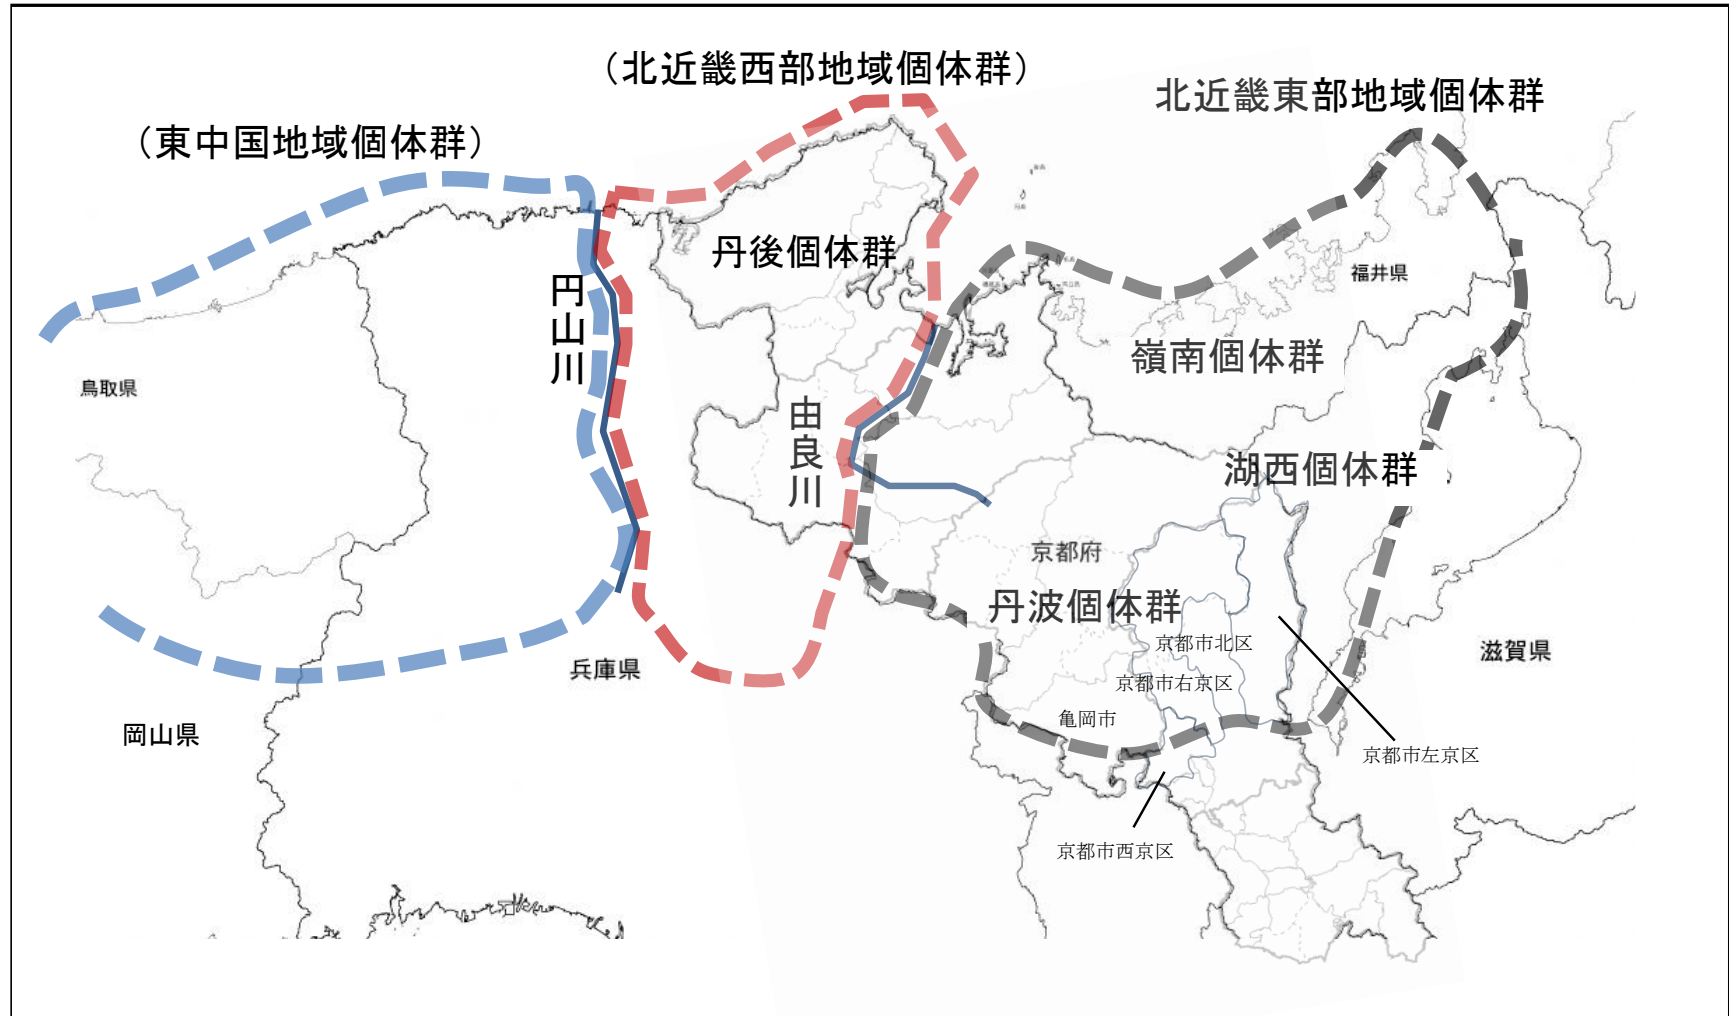 （北近畿西部地域個体群）
北近畿東部地域個体群
（東中国地域個体群）
丹後個体群
円山川
福井県
嶺南個体群
鳥取県
由良川
湖西個体群
京都府
丹波個体群
京都市北区
滋賀県
兵庫県
京都市右京区
亀岡市
岡山県
京都市左京区
京都市西京区